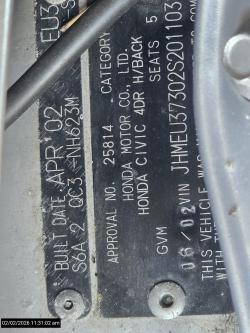 BUILT DATE APR '02
S6A 2 QC3 -NH623M
APPROVAL NO. 25814 CATEGORY
HONDA MOTOR CO., LTD.
HONDA CIVIC 4DR H/BACK
SEATS 5
GVM
06/02 VIN JHMEU37302S201103
THIS VEHICLE WAS
WITH
02/02/2026 11:31:02 am